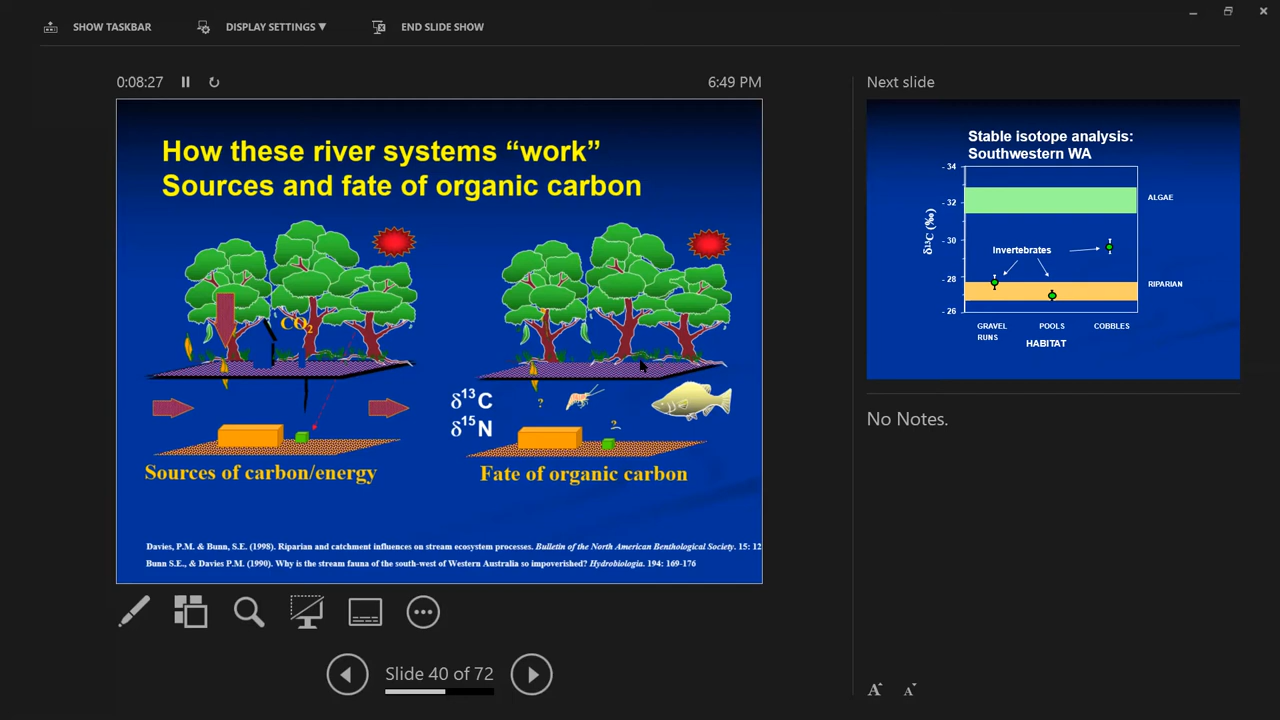 SHOW TASKBAR
DISPLAY SETTINGS ▼
END SLIDE SHOW
0:08:27
6:49 PM
How these river systems “work”
Sources and fate of organic carbon
CO2
δ13C
δ15N
?
?
Sources of carbon/energy
Fate of organic carbon
Davies, P.M. & Bunn, S.E. (1998). Riparian and catchment influences on stream ecosystem processes. Bulletin of the North American Benthological Society. 15: 12
Bunn S.E., & Davies P.M. (1990). Why is the stream fauna of the south-west of Western Australia so impoverished? Hydrobiologia. 194: 169-176
Slide 40 of 72
Next slide
Stable isotope analysis:
Southwestern WA
- 34
- 32
- 30
- 28
- 26
δ13C (‰)
ALGAE
Invertebrates
RIPARIAN
GRAVEL RUNS
POOLS
COBBLES
HABITAT
No Notes.
A
A